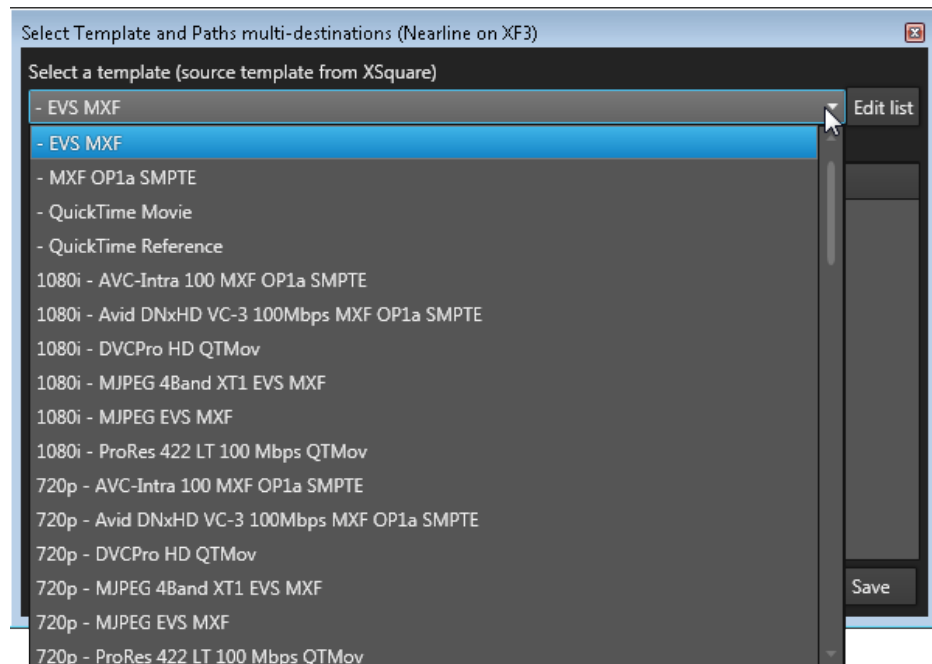 Select Template and Paths multi-destinations (Nearline on XF3)
Select a template (source template from XSquare)
- EVS MXF
Edit list
- EVS MXF
- MXF OP1a SMPTE
- QuickTime Movie
- QuickTime Reference
1080i - AVC-Intra 100 MXF OP1a SMPTE
1080i - Avid DNxHD VC-3 100Mbps MXF OP1a SMPTE
1080i - DVCPro HD QTMov
1080i - MJPEG 4Band XT1 EVS MXF
1080i - MJPEG EVS MXF
1080i - ProRes 422 LT 100 Mbps QTMov
720p - AVC-Intra 100 MXF OP1a SMPTE
720p - Avid DNxHD VC-3 100Mbps MXF OP1a SMPTE
720p - DVCPro HD QTMov
720p - MJPEG 4Band XT1 EVS MXF
Save
720p - MJPEG EVS MXF
720p - ProRes 422 LT 100 Mbps QTMov